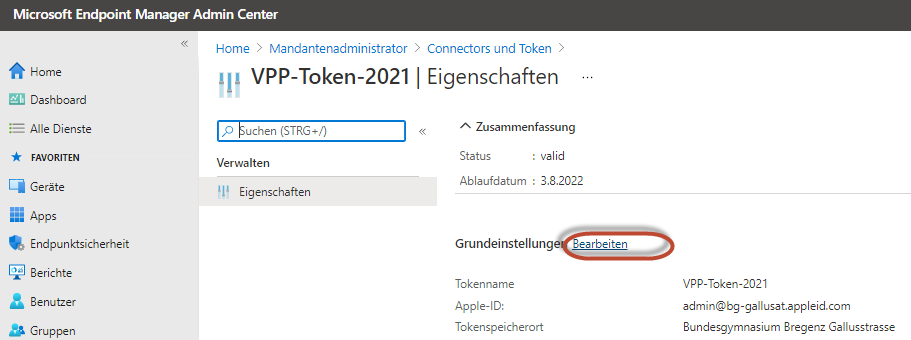 Microsoft Endpoint Manager Admin Center
«
Home
Dashboard
Alle Dienste
FAVORITEN
Geräte
Apps
Endpunktsicherheit
Berichte
Benutzer
Gruppen
Home > Mandantenadministrator > Connectors und Token >
VPP-Token-2021 | Eigenschaften ...
Suchen (STRG+/) «
Verwalten
Eigenschaften
Zusammenfassung
Status : valid
Ablaufdatum : 3.8.2022
Grundeinstellungen Bearbeiten
Tokenname VPP-Token-2021
Apple-ID: admin@bg-gallusat.appleid.com
Tokenspeicherort Bundesgymnasium Bregenz Gallusstrasse